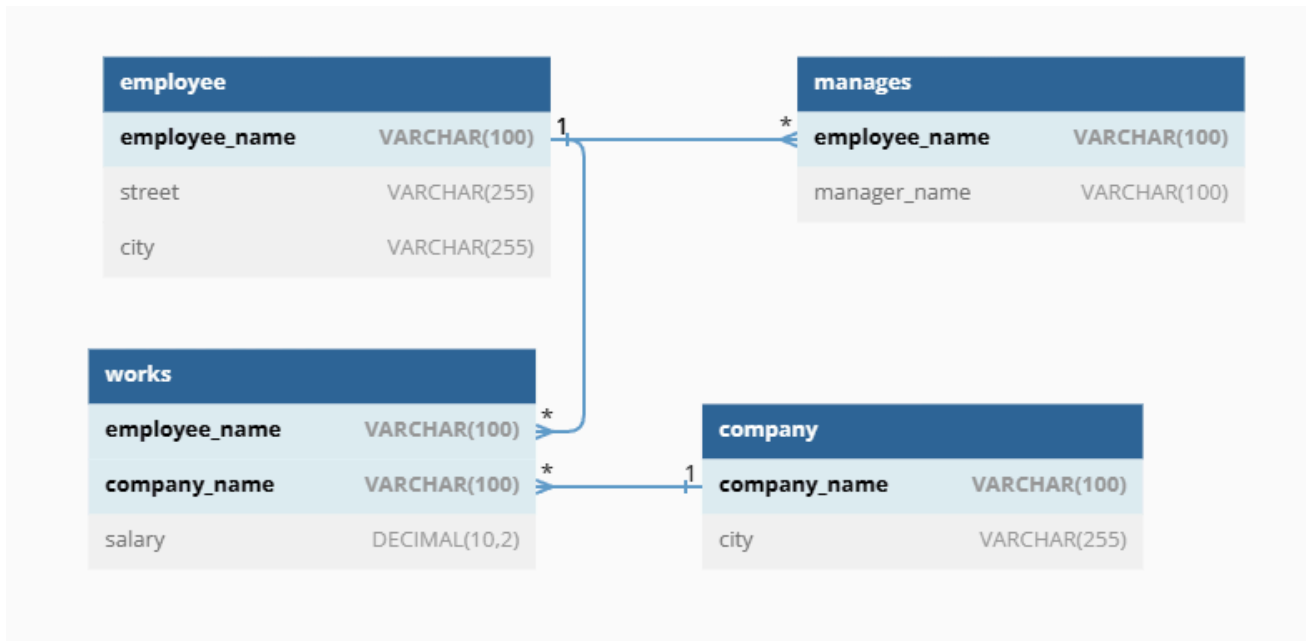 employee
employee_name VARCHAR(100)
street VARCHAR(255)
city VARCHAR(255)
1
*
manages
employee_name VARCHAR(100)
manager_name VARCHAR(100)
works
employee_name VARCHAR(100)
company_name VARCHAR(100)
salary DECIMAL(10,2)
*
*
1
company
company_name VARCHAR(100)
city VARCHAR(255)